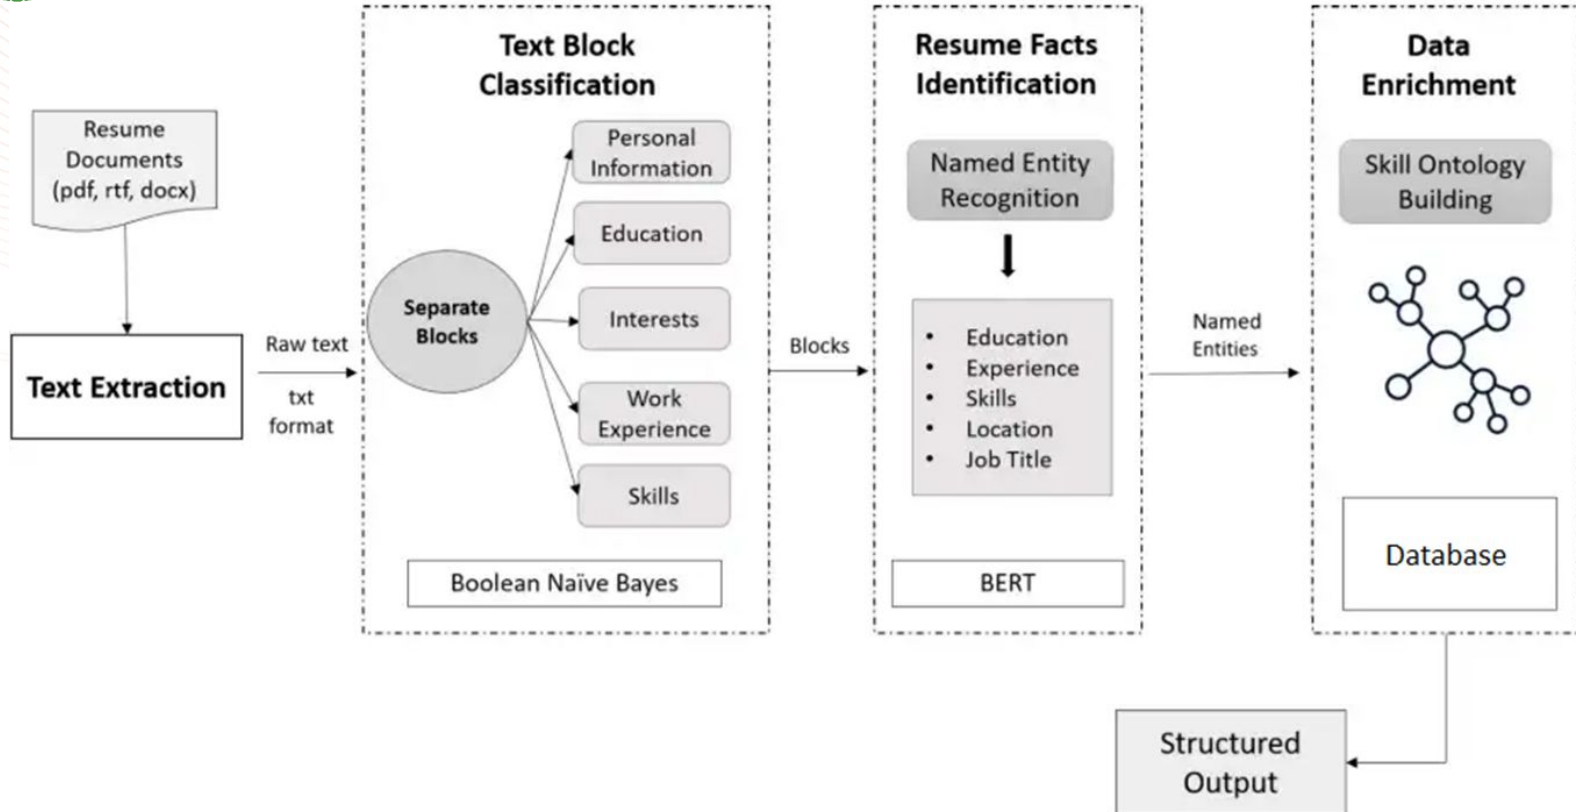 Resume
Documents
(pdf, rtf, docx)
Text Extraction
Raw text
txt
format
Text Block
Classification
Separate
Blocks
Personal
Information
Education
Interests
Work
Experience
Skills
Boolean Naïve Bayes
Blocks
Resume Facts
Identification
Named Entity
Recognition
• Education
• Experience
• Skills
• Location
• Job Title
BERT
Named
Entities
Data
Enrichment
Skill Ontology
Building
Database
Structured
Output